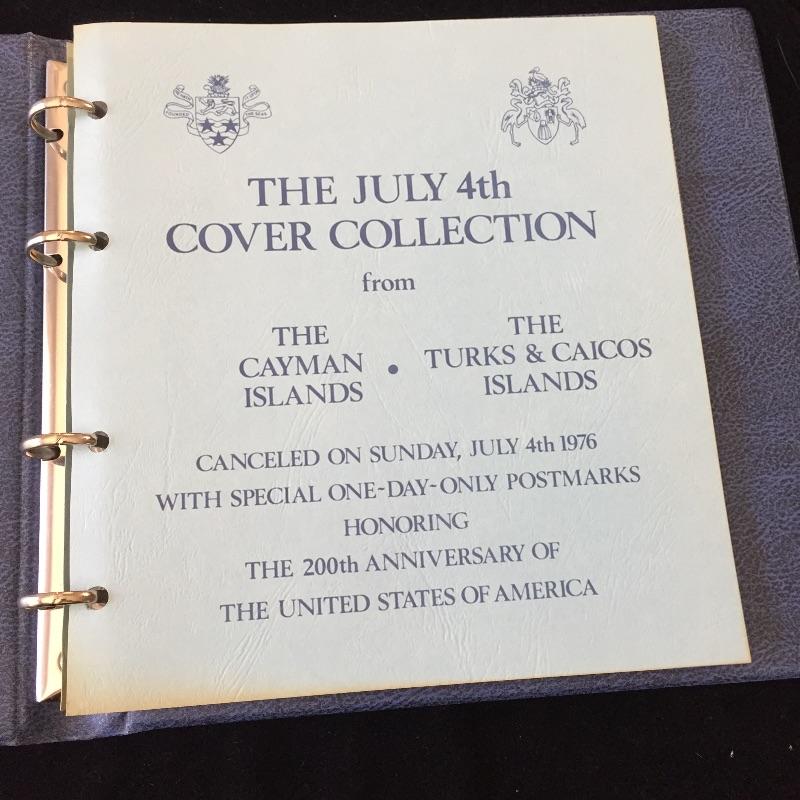 THE JULY 4th
COVER COLLECTION
from
THE
CAYMAN
ISLANDS
•
THE
TURKS & CAICOS
ISLANDS
CANCELED ON SUNDAY, JULY 4th 1976
WITH SPECIAL ONE-DAY-ONLY POSTMARKS
HONORING
THE 200th ANNIVERSARY OF
THE UNITED STATES OF AMERICA